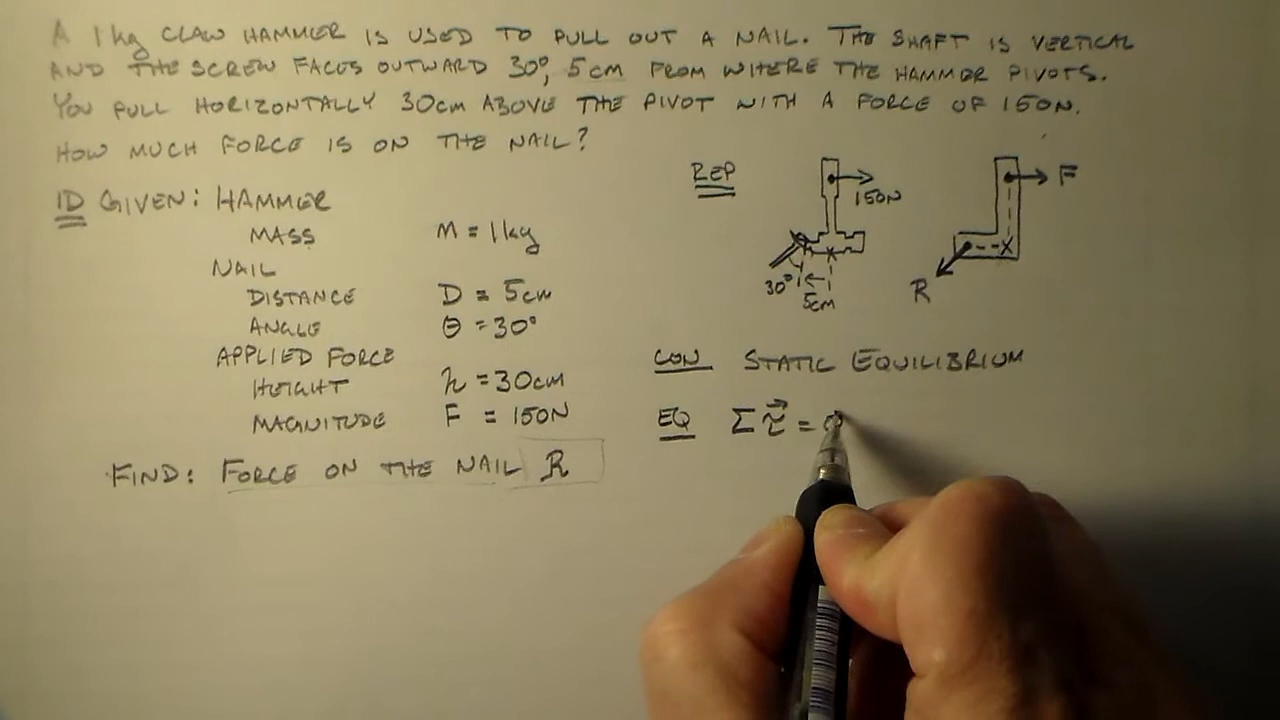 A 1kg CLAW HAMMER IS USED TO PULL OUT A NAIL. THE SHAFT IS VERTICAL
AND THE SCREW FACES OUTWARD 30°, 5cm FROM WHERE THE HAMMER PIVOTS.
YOU PULL HORIZONTALLY 30cm ABOVE THE PIVOT WITH A FORCE OF 150N.
HOW MUCH FORCE IS ON THE NAIL?
ID GIVEN: HAMMER
MASS M = 1kg
NAIL
DISTANCE D = 5cm
ANGLE θ = 30°
APPLIED FORCE
HEIGHT h = 30cm
MAGNITUDE F = 150N
FIND: FORCE ON THE NAIL R
REP
150N
30°
5cm
F
X
R
CON STATIC EQUILIBRIUM
EQ Σ τ⃗ = 0